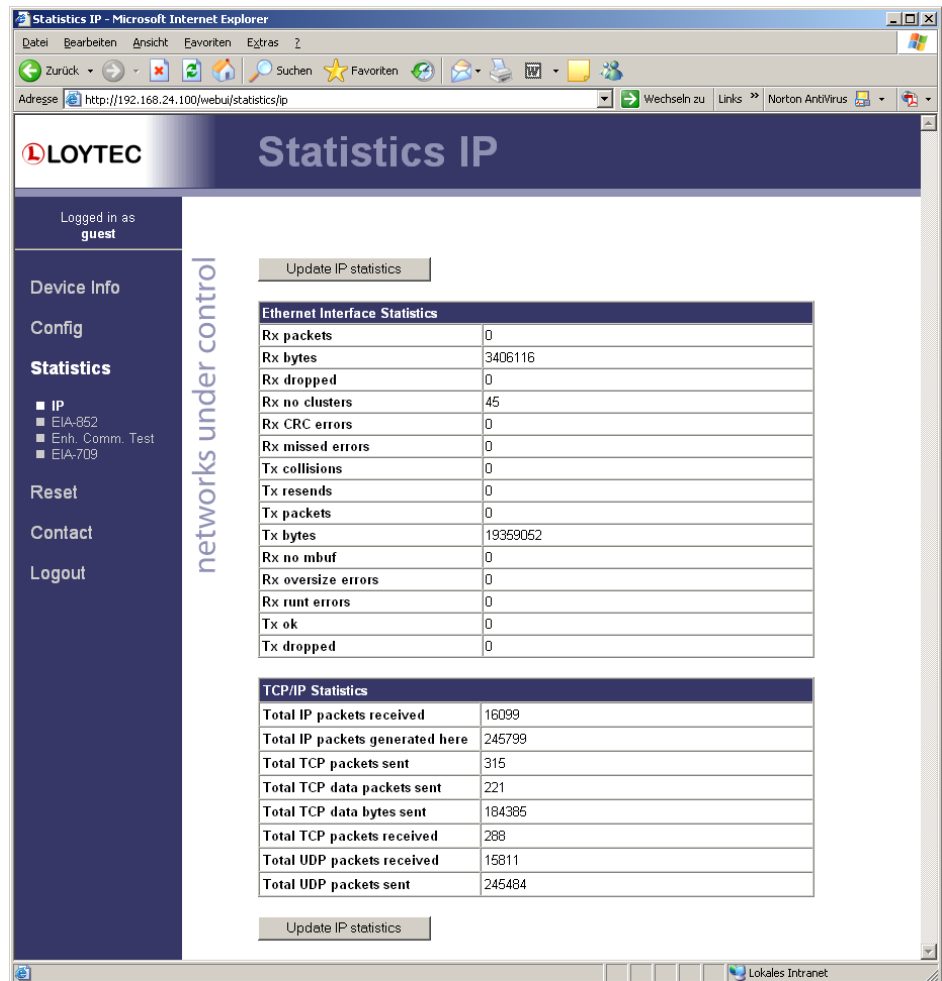 Statistics IP - Microsoft Internet Explorer
Datei Bearbeiten Ansicht Favoriten Extras ?
Zurück Suchen Favoriten
Adresse http://192.168.24.100/webui/statistics/ip Wechseln zu Links » Norton AntiVirus
LOYTEC
Statistics IP
Logged in as
guest
Device Info
Config
Statistics
IP
EIA-852
Enh. Comm. Test
EIA-709
Reset
Contact
Logout
networks under control
Update IP statistics
Ethernet Interface Statistics
Rx packets 0
Rx bytes 3406116
Rx dropped 0
Rx no clusters 45
Rx CRC errors 0
Rx missed errors 0
Tx collisions 0
Tx resends 0
Tx packets 0
Tx bytes 19359052
Rx no mbuf 0
Rx oversize errors 0
Rx runt errors 0
Tx ok 0
Tx dropped 0
TCP/IP Statistics
Total IP packets received 16099
Total IP packets generated here 245799
Total TCP packets sent 315
Total TCP data packets sent 221
Total TCP data bytes sent 184385
Total TCP packets received 288
Total UDP packets received 15811
Total UDP packets sent 245484
Update IP statistics
Lokales Intranet